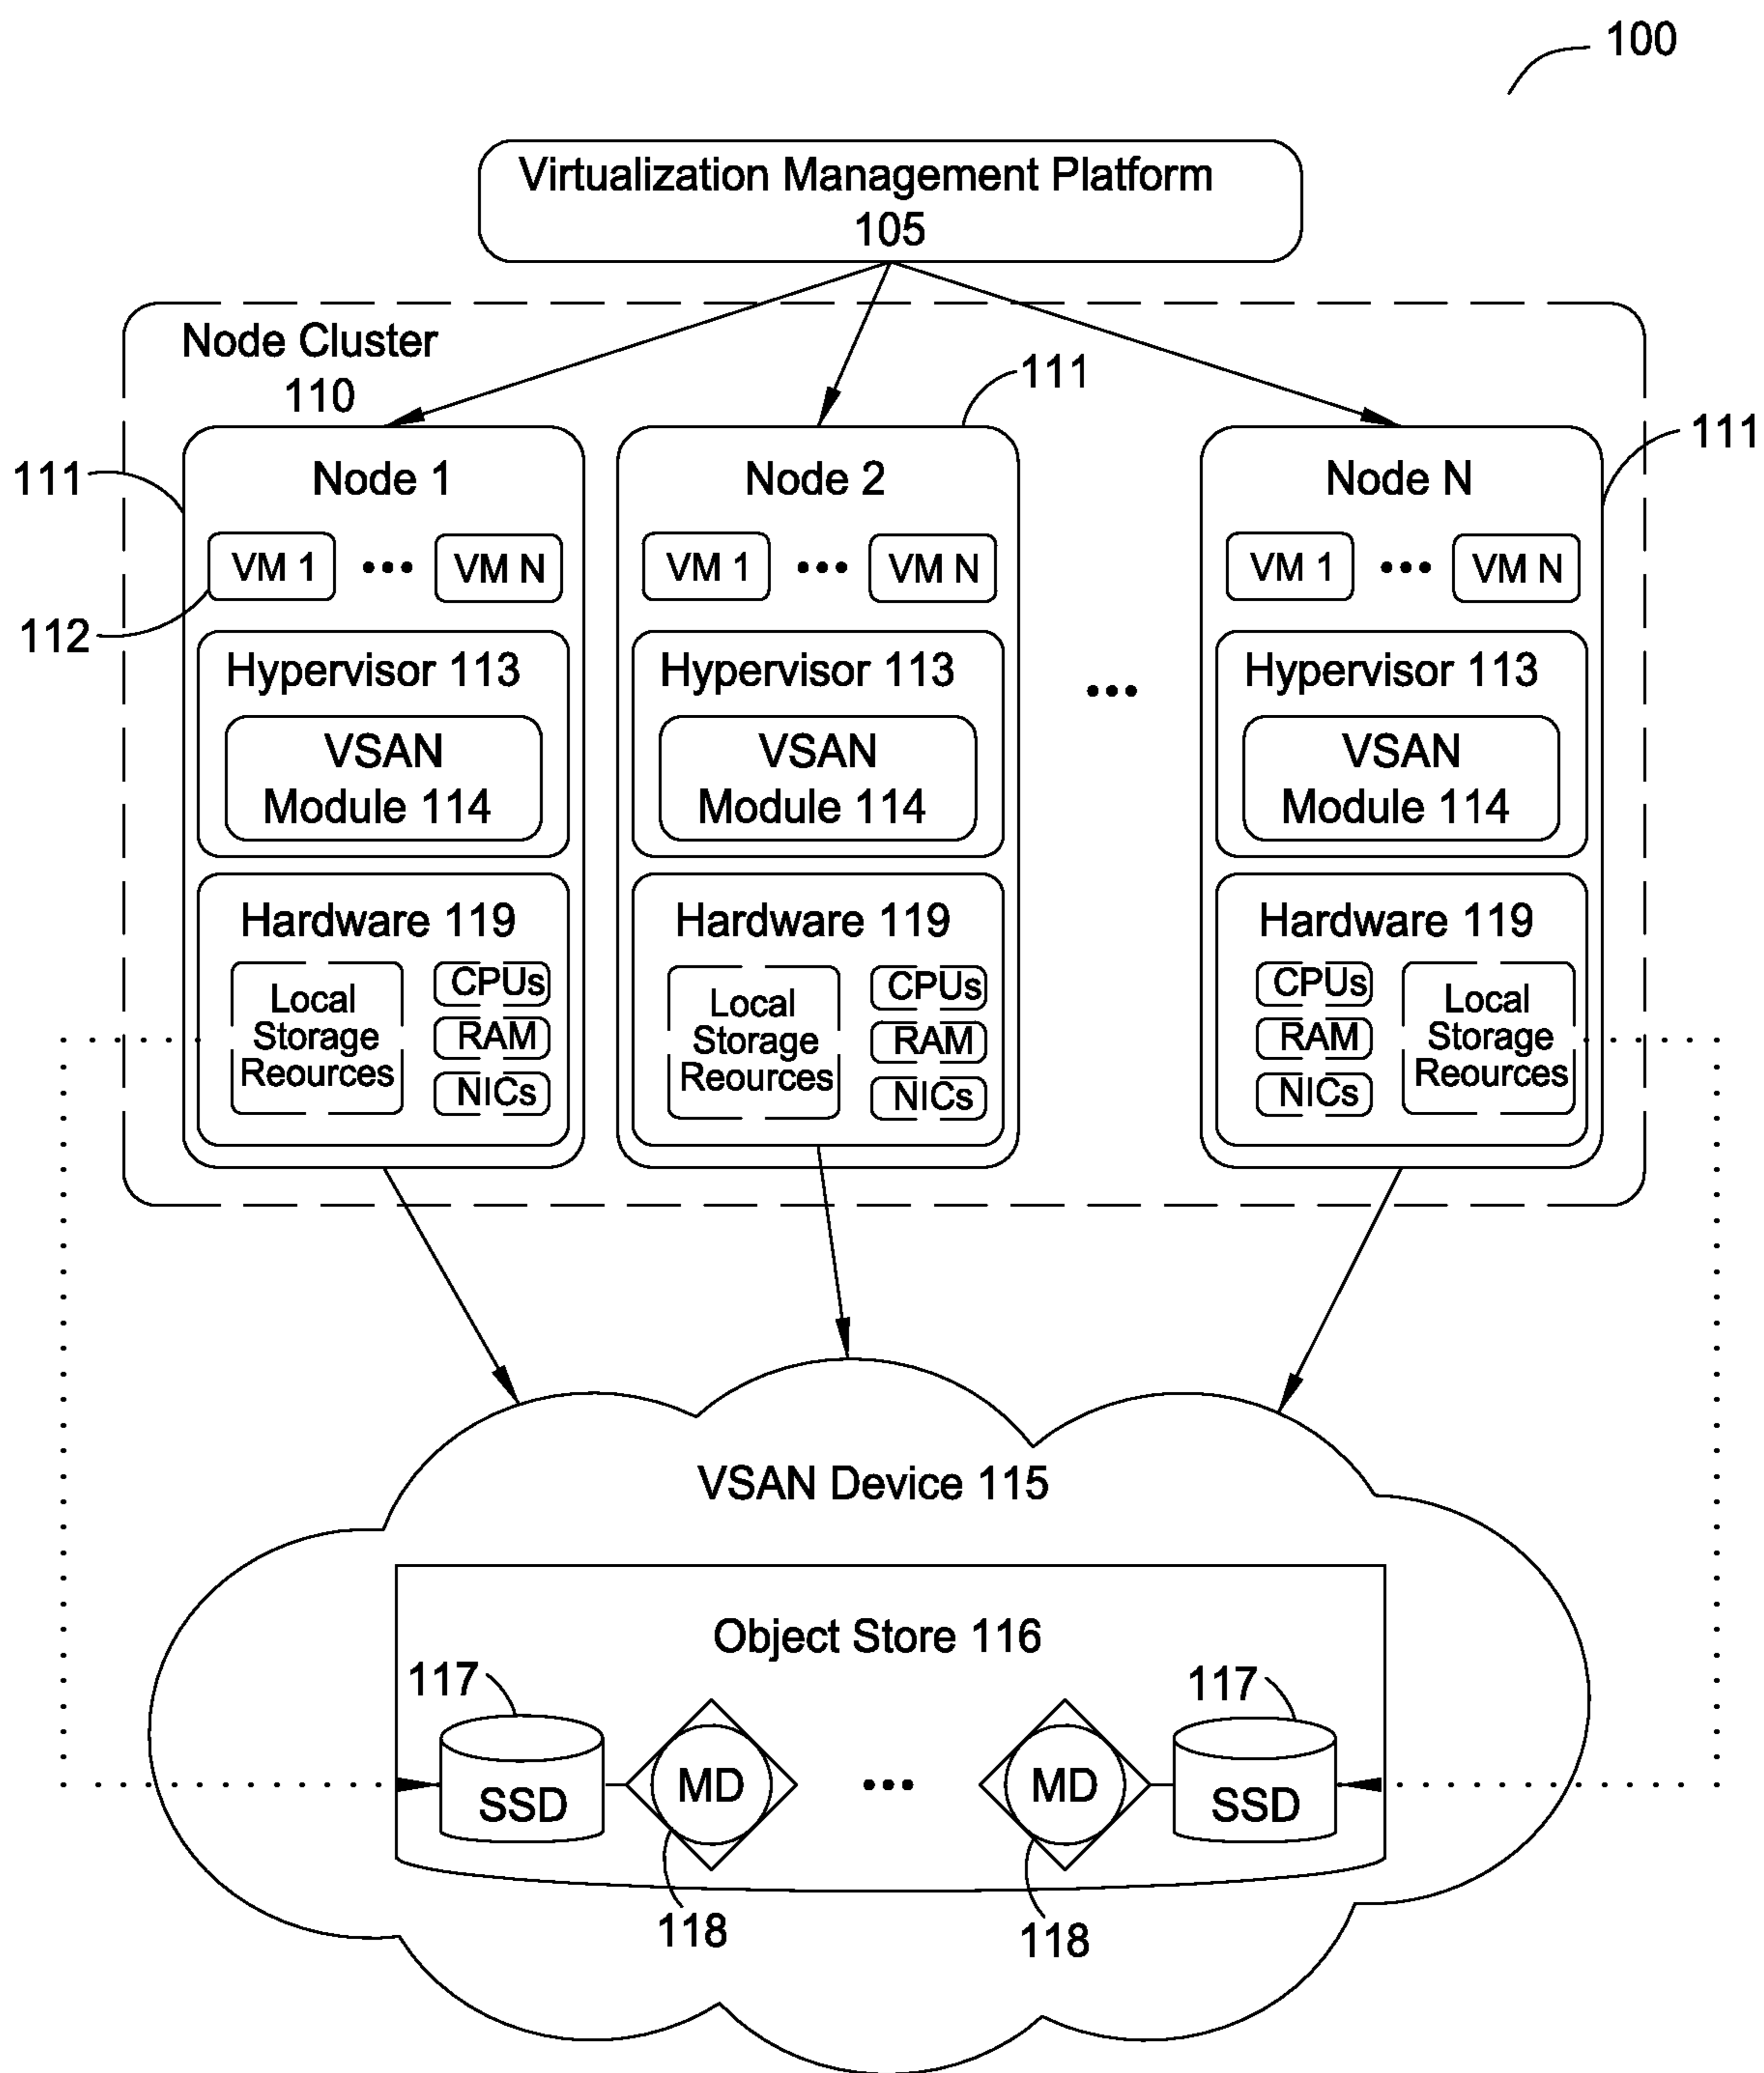 100
Virtualization Management Platform
105
Node Cluster
110
111
111
111
Node 1
Node 2
Node N
VM 1 ••• VM N
VM 1 ••• VM N
VM 1 ••• VM N
112
Hypervisor 113
VSAN
Module 114
Hypervisor 113
VSAN
Module 114
•••
Hypervisor 113
VSAN
Module 114
Hardware 119
Local
Storage
Reources
CPUs
RAM
NICs
Hardware 119
Local
Storage
Reources
CPUs
RAM
NICs
Hardware 119
CPUs
RAM
NICs
Local
Storage
Reources
VSAN Device 115
Object Store 116
117
117
SSD
MD
•••
MD
SSD
118
118